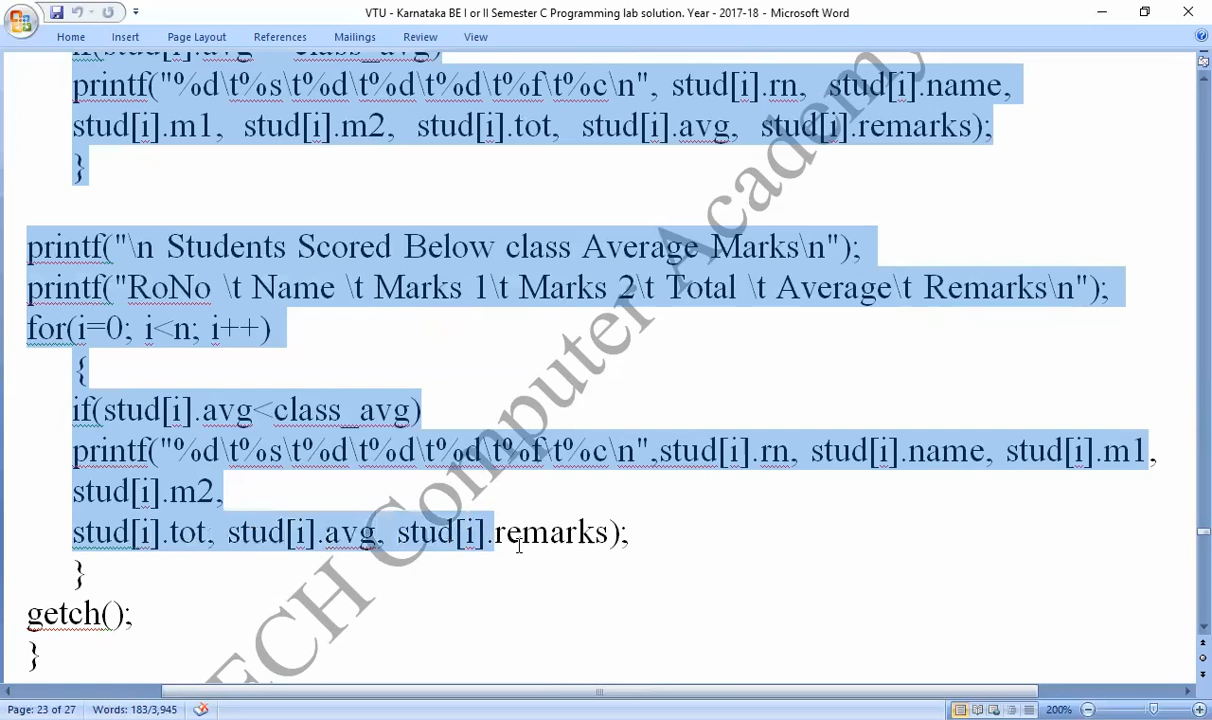 VTU - Karnataka BE I or II Semester C Programming lab solution. Year - 2017-18 - Microsoft Word
Home Insert Page Layout References Mailings Review View
printf("%d\t%s\t%d\t%d\t%d\t%f\t%c\n", stud[i].rn, stud[i].name,
stud[i].m1, stud[i].m2, stud[i].tot, stud[i].avg, stud[i].remarks);
}
printf("\n Students Scored Below class Average Marks\n");
printf("RoNo \t Name \t Marks 1\t Marks 2\t Total \t Average\t Remarks\n");
for(i=0; i<n; i++)
{
if(stud[i].avg<class_avg)
printf("%d\t%s\t%d\t%d\t%d\t%f\t%c\n",stud[i].rn, stud[i].name, stud[i].m1,
stud[i].m2,
stud[i].tot, stud[i].avg, stud[i].remarks);
}
getch();
}
ECH Computer Academy
Page: 23 of 27 Words: 183/3,945 200%